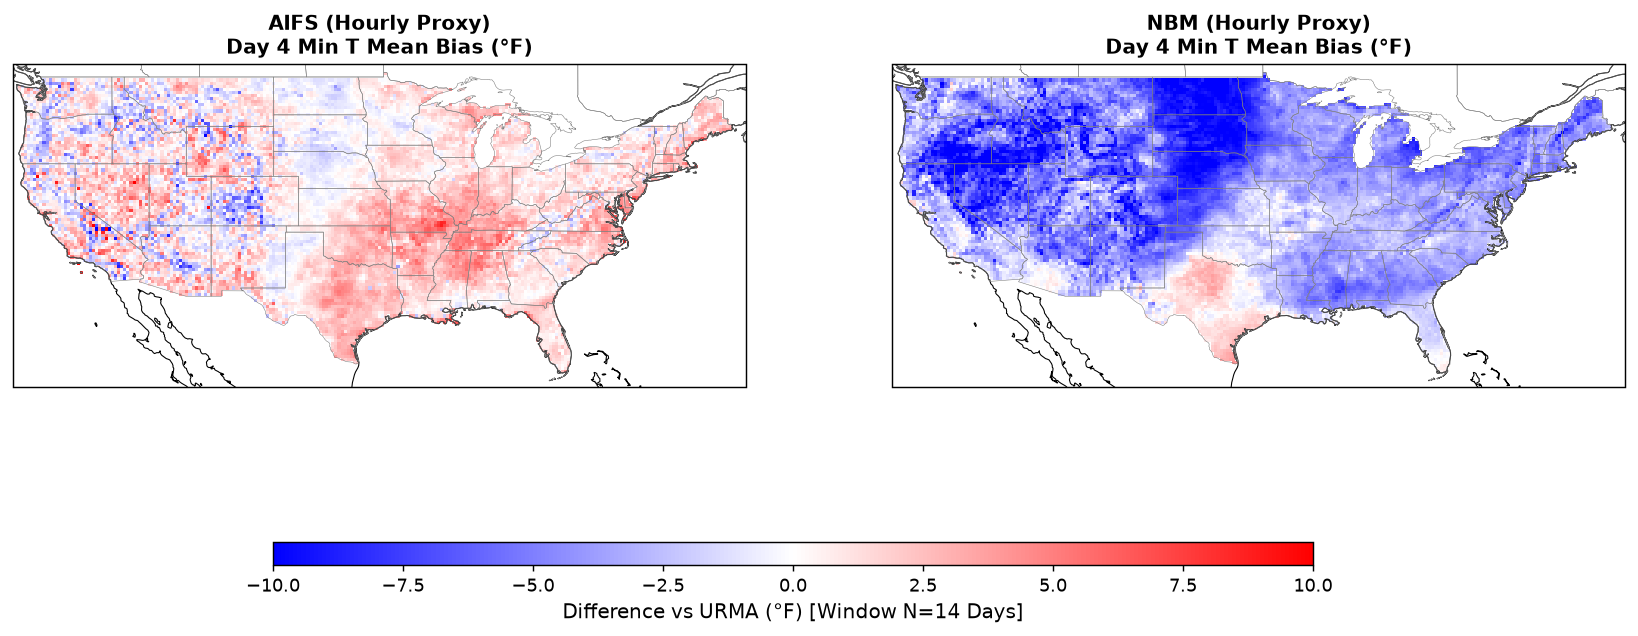 AIFS (Hourly Proxy)
Day 4 Min T Mean Bias (°F)
NBM (Hourly Proxy)
Day 4 Min T Mean Bias (°F)
−10.0 −7.5 −5.0 −2.5 0.0 2.5 5.0 7.5 10.0
Difference vs URMA (°F) [Window N=14 Days]